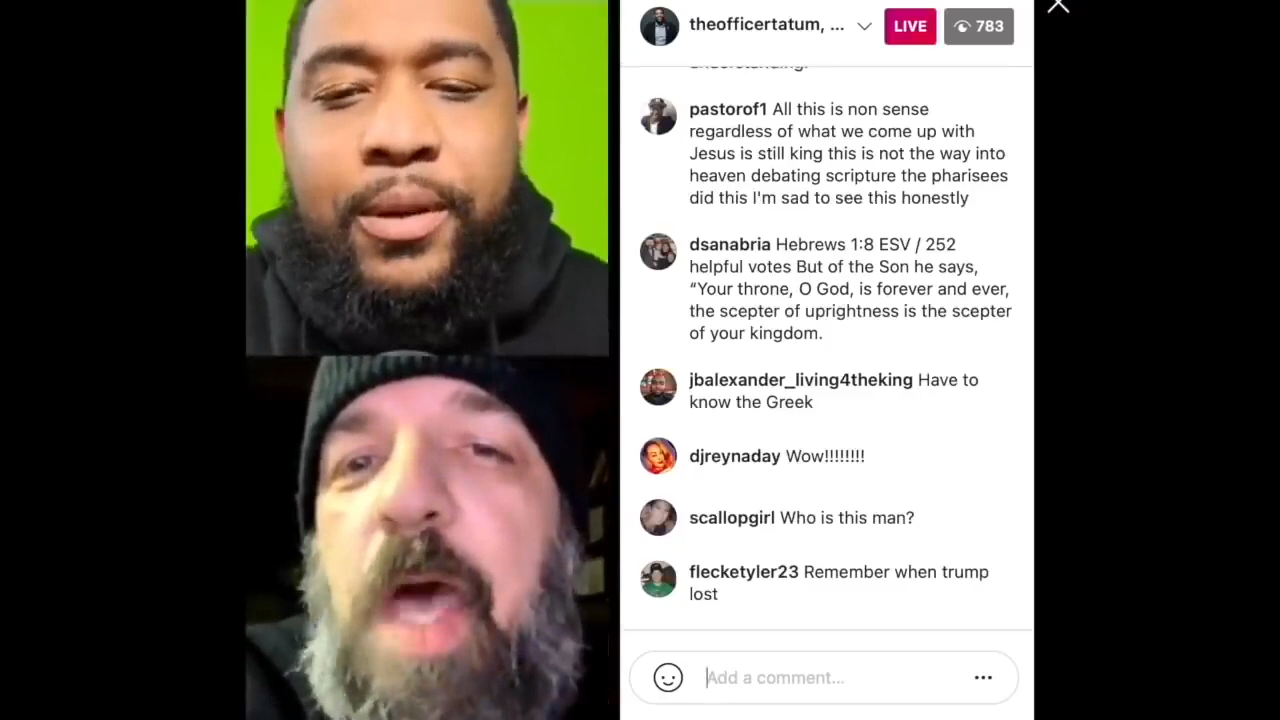 theofficertatum, ...
LIVE
783
understanding.
pastorof1 All this is non sense
regardless of what we come up with
Jesus is still king this is not the way into
heaven debating scripture the pharisees
did this I'm sad to see this honestly
dsanabria Hebrews 1:8 ESV / 252
helpful votes But of the Son he says,
“Your throne, O God, is forever and ever,
the scepter of uprightness is the scepter
of your kingdom.
jbalexander_living4theking Have to
know the Greek
djreynaday Wow!!!!!!!!
scallopgirl Who is this man?
flecketyler23 Remember when trump
lost
Add a comment...